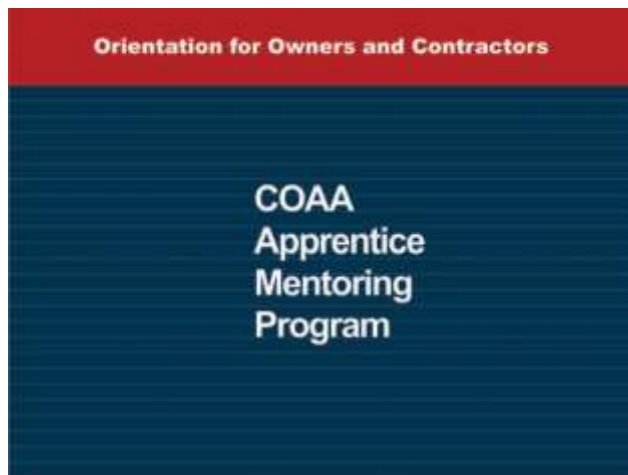 Orientation for Owners and Contractors
COAA
Apprentice
Mentoring
Program